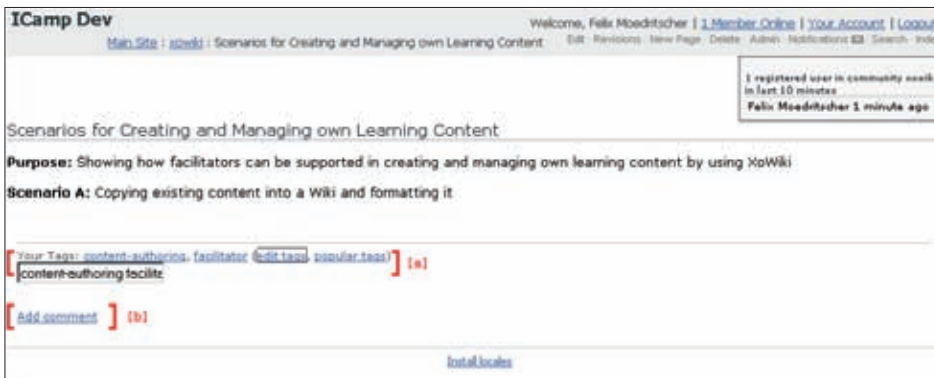 ICamp Dev
Welcome, Felix Moedritscher | 1 Member Online | Your Account | Logout
Main Site : xowiki : Scenarios for Creating and Managing own Learning Content
Edit · Revisions · New Page · Delete · Admin · Notifications · Search · Index
1 registered user in community xowiki
in last 10 minutes
Felix Moedritscher 1 minute ago
Scenarios for Creating and Managing own Learning Content
Purpose: Showing how facilitators can be supported in creating and managing own learning content by using XoWiki
Scenario A: Copying existing content into a Wiki and formatting it
Your Tags: content-authoring, facilitator (edit tags, popular tags) [a]
content-authoring facilita
Add comment [b]
Install locales